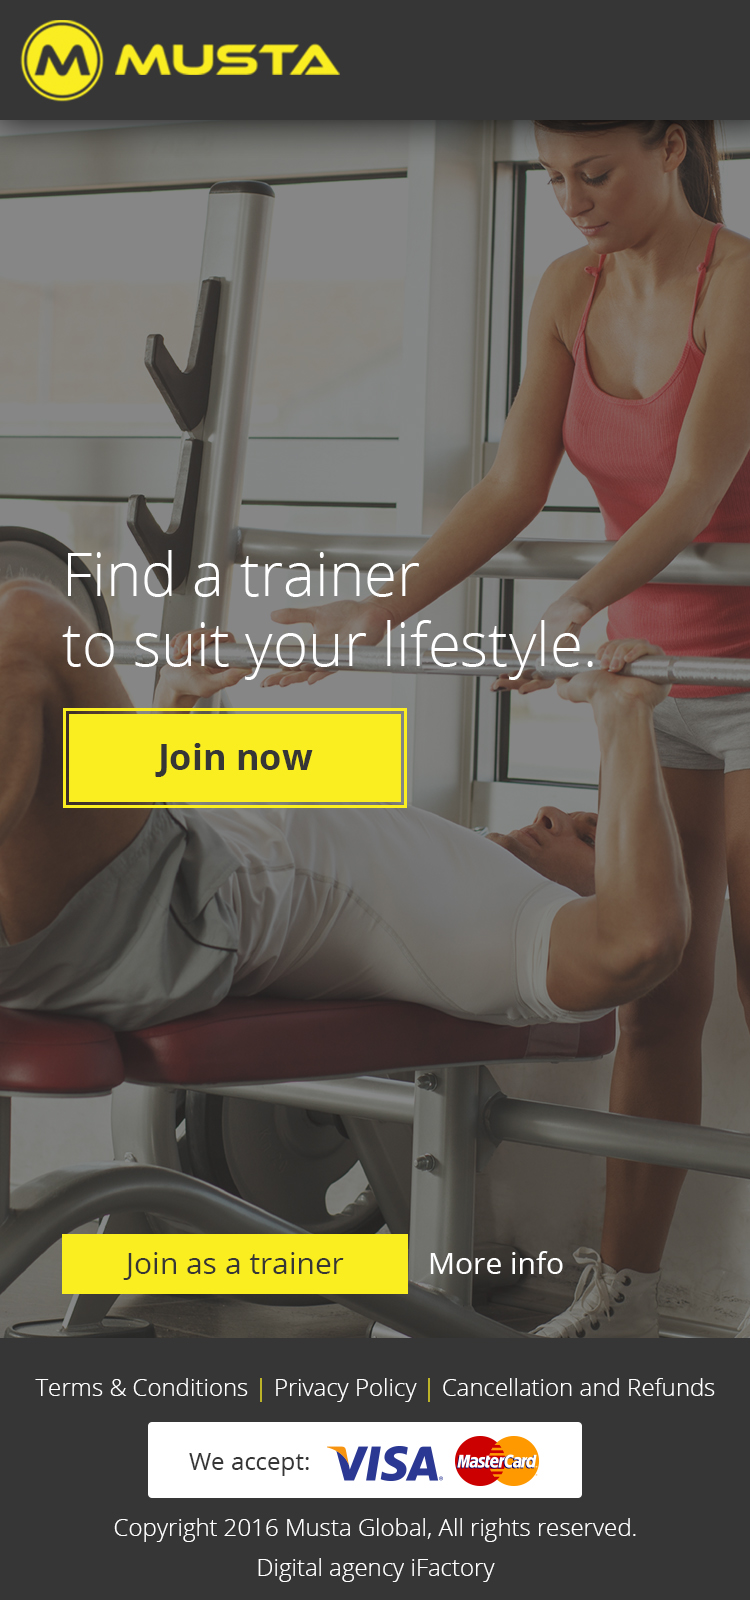 M MUSTA
Find a trainer
to suit your lifestyle.
Join now
Join as a trainer
More info
Terms & Conditions | Privacy Policy | Cancellation and Refunds
We accept: VISA MasterCard
Copyright 2016 Musta Global, All rights reserved.
Digital agency iFactory